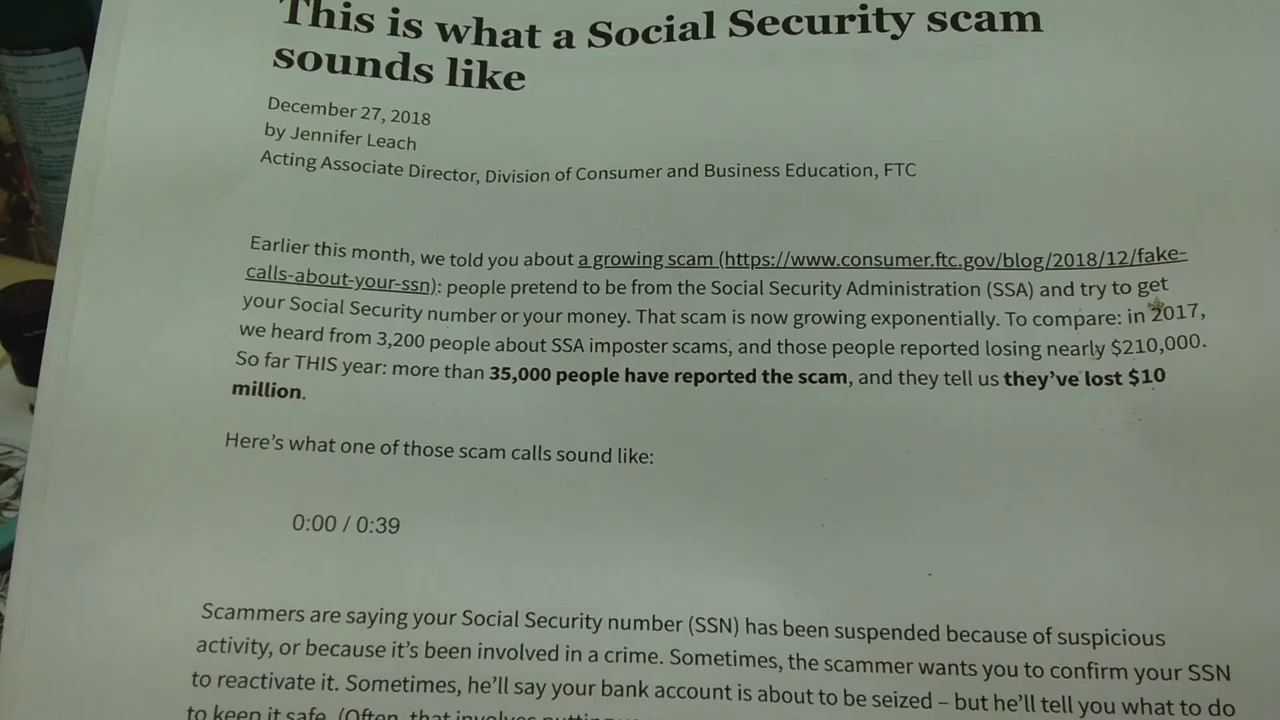 This is what a Social Security scam
sounds like
December 27, 2018
by Jennifer Leach
Acting Associate Director, Division of Consumer and Business Education, FTC
Earlier this month, we told you about a growing scam (https://www.consumer.ftc.gov/blog/2018/12/fake-
calls-about-your-ssn): people pretend to be from the Social Security Administration (SSA) and try to get
your Social Security number or your money. That scam is now growing exponentially. To compare: in 2017,
we heard from 3,200 people about SSA imposter scams, and those people reported losing nearly $210,000.
So far THIS year: more than 35,000 people have reported the scam, and they tell us they've lost $10
million.
Here's what one of those scam calls sound like:
0:00 / 0:39
Scammers are saying your Social Security number (SSN) has been suspended because of suspicious
activity, or because it's been involved in a crime. Sometimes, the scammer wants you to confirm your SSN
to reactivate it. Sometimes, he'll say your bank account is about to be seized – but he'll tell you what to do
to keep it safe. (Often, that involves